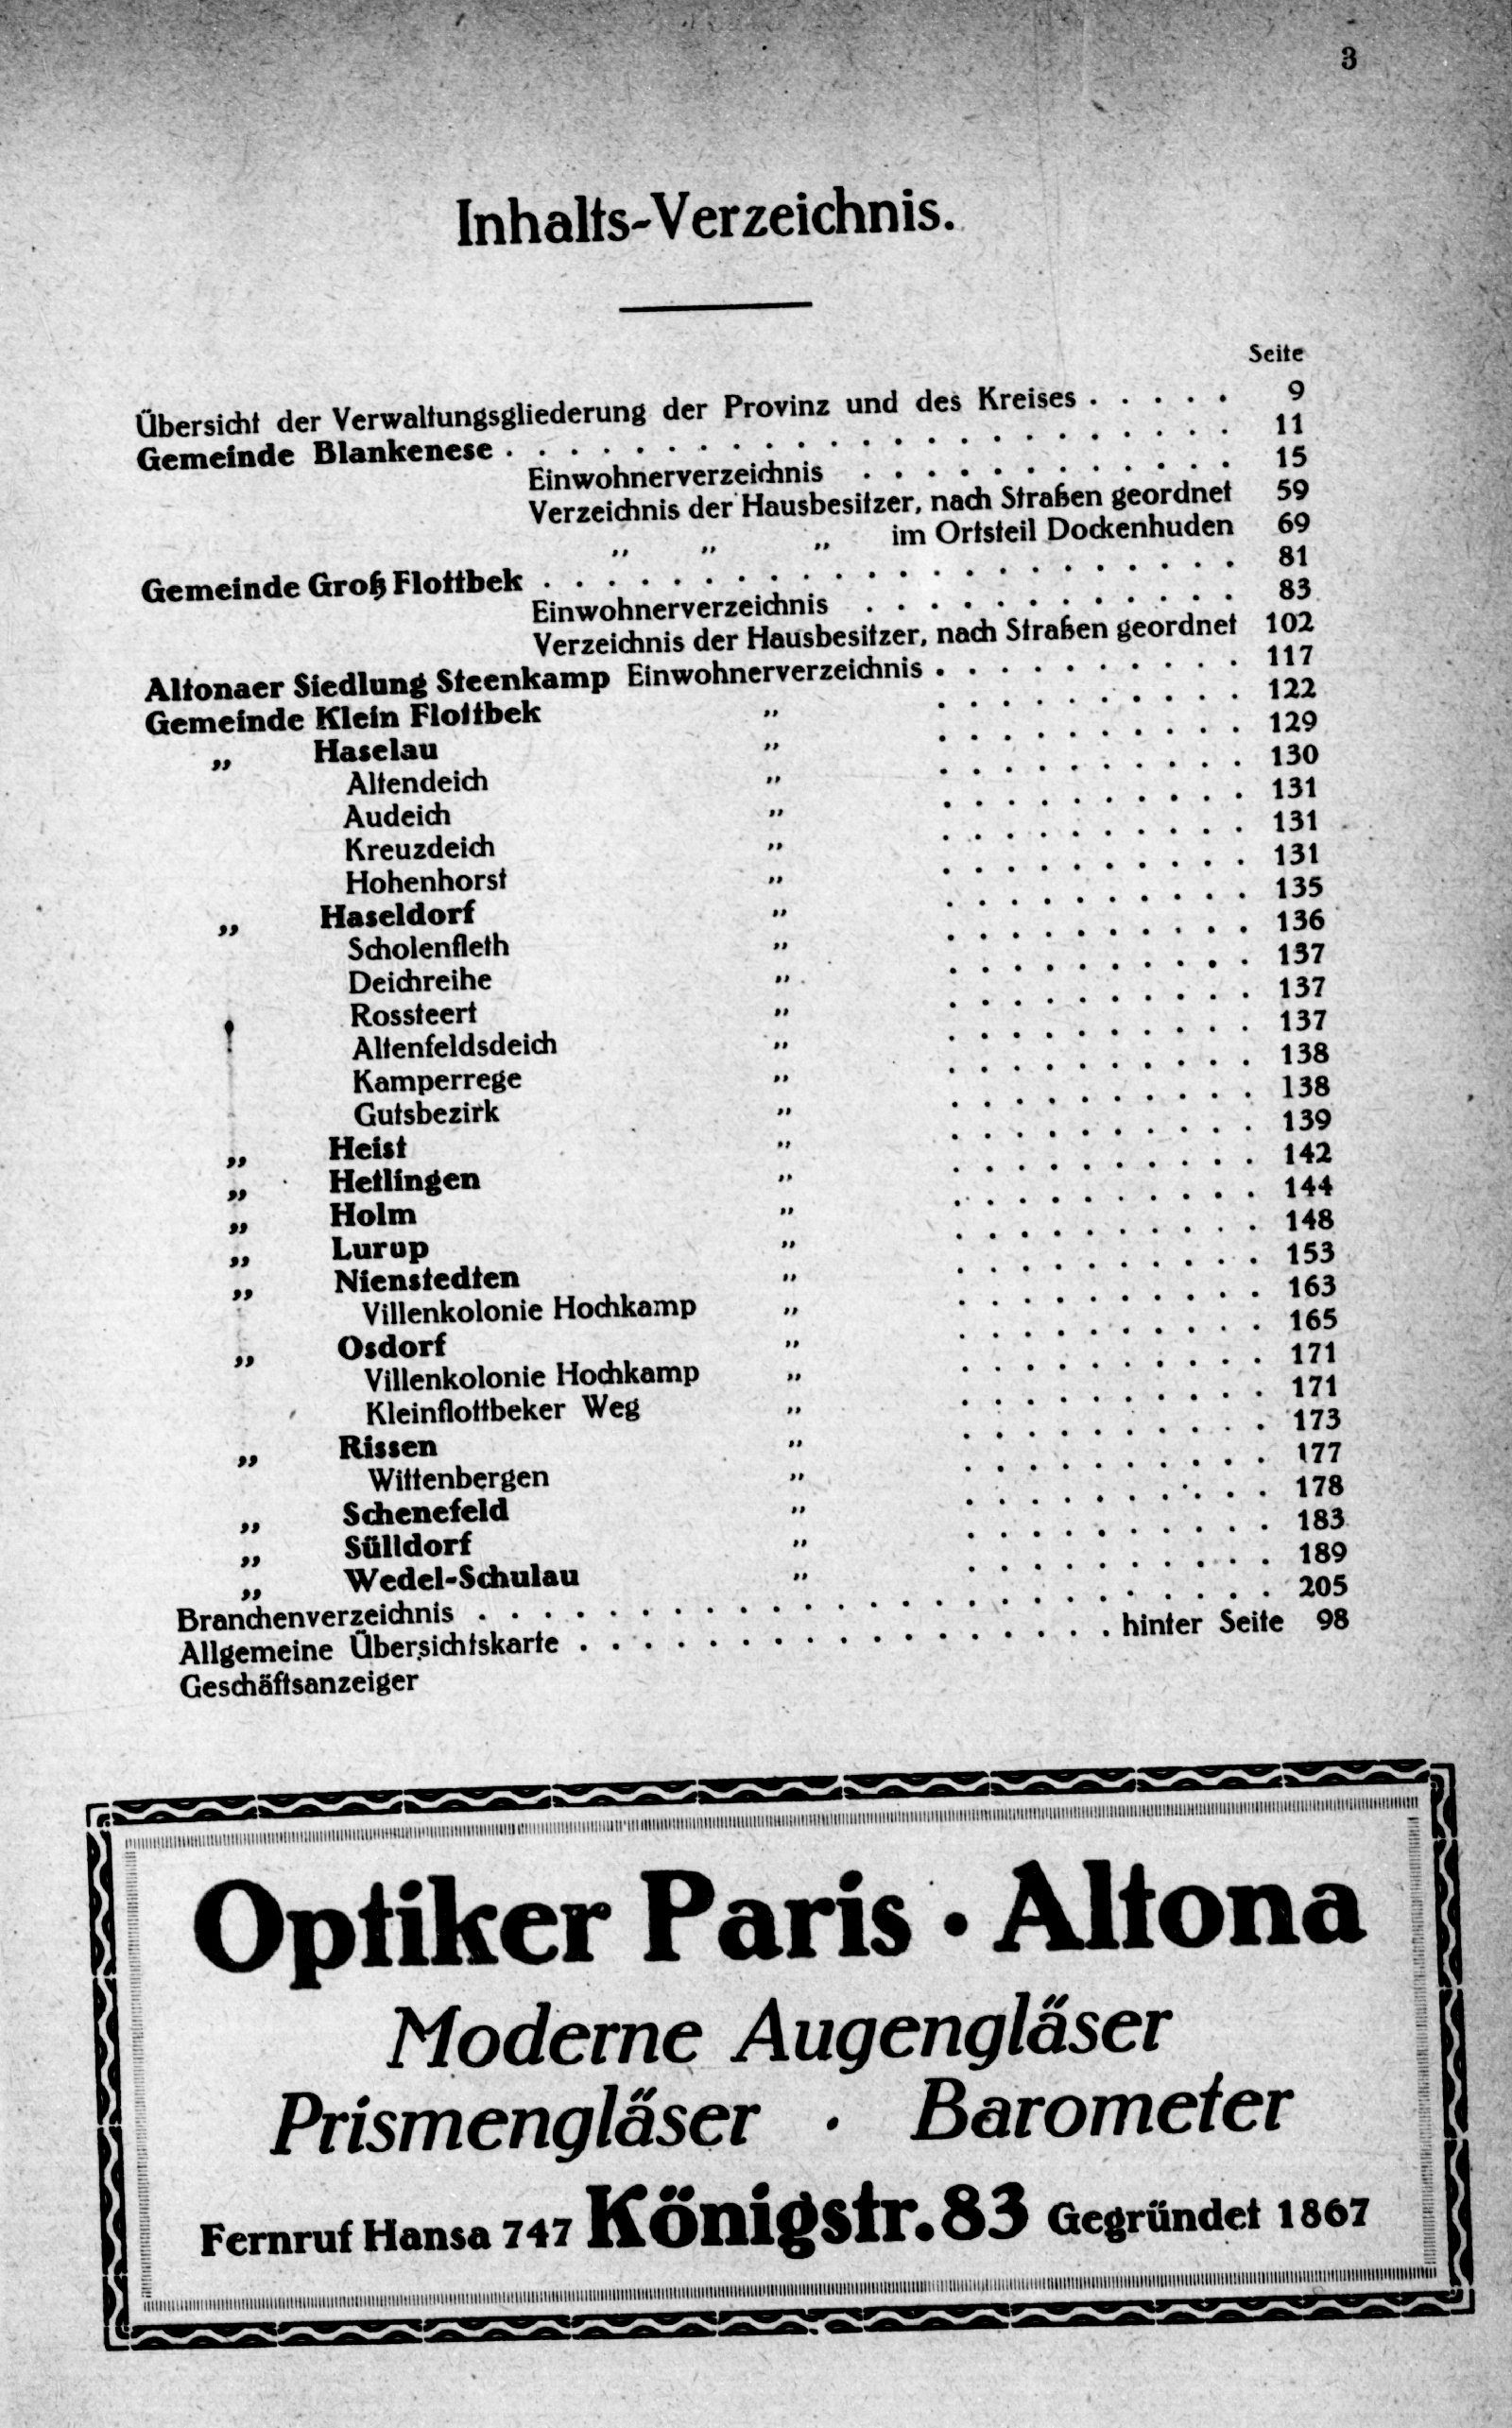 3
Inhalts-Verzeichnis.
Seite
Übersicht der Verwaltungsgliederung der Provinz und des Kreises . . . . . 9
Gemeinde Blankenese . . . . . . . . . . . . . . . . . . . . . . . 11
Einwohnerverzeichnis . . . . . . . . . . . . 15
Verzeichnis der Hausbesitzer, nach Straßen geordnet 59
„ „ „ im Ortsteil Dockenhuden 69
Gemeinde Groß Flottbek . . . . . . . . . . . . . . . . . . . . . . 81
Einwohnerverzeichnis . . . . . . . . . . . . 83
Verzeichnis der Hausbesitzer, nach Straßen geordnet 102
Altonaer Siedlung Steenkamp Einwohnerverzeichnis . . . . . . . . . . 117
Gemeinde Klein Flottbek „ . . . . . . . . . . 122
„ Haselau „ . . . . . . . . . . 129
Altendeich „ . . . . . . . . . . 130
Audeich „ . . . . . . . . . . 131
Kreuzdeich „ . . . . . . . . . . 131
Hohenhorst „ . . . . . . . . . . 131
„ Haseldorf „ . . . . . . . . . . 135
Scholenfleth „ . . . . . . . . . . 136
Deichreihe „ . . . . . . . . . . 137
Rossteert „ . . . . . . . . . . 137
Altenfeldsdeich „ . . . . . . . . . . 137
Kamperrege „ . . . . . . . . . . 138
Gutsbezirk „ . . . . . . . . . . 138
„ Heist „ . . . . . . . . . . 139
„ Hetlingen „ . . . . . . . . . . 142
„ Holm „ . . . . . . . . . . 144
„ Lurup „ . . . . . . . . . . 148
„ Nienstedten „ . . . . . . . . . . 153
Villenkolonie Hochkamp „ . . . . . . . . . . 163
„ Osdorf „ . . . . . . . . . . 165
Villenkolonie Hochkamp „ . . . . . . . . . . 171
Kleinflottbeker Weg „ . . . . . . . . . . 171
„ Rissen „ . . . . . . . . . . 173
Wittenbergen „ . . . . . . . . . . 177
„ Schenefeld „ . . . . . . . . . . 178
„ Sülldorf „ . . . . . . . . . . 183
„ Wedel-Schulau „ . . . . . . . . . . 189
Branchenverzeichnis . . . . . . . . . . . . . . . . . . . . . . . . . 205
Allgemeine Übersichtskarte . . . . . . . . . . . . . . . . . hinter Seite 98
Geschäftsanzeiger
Optiker Paris · Altona
Moderne Augengläser
Prismengläser · Barometer
Fernruf Hansa 747 Königstr. 83 Gegründet 1867